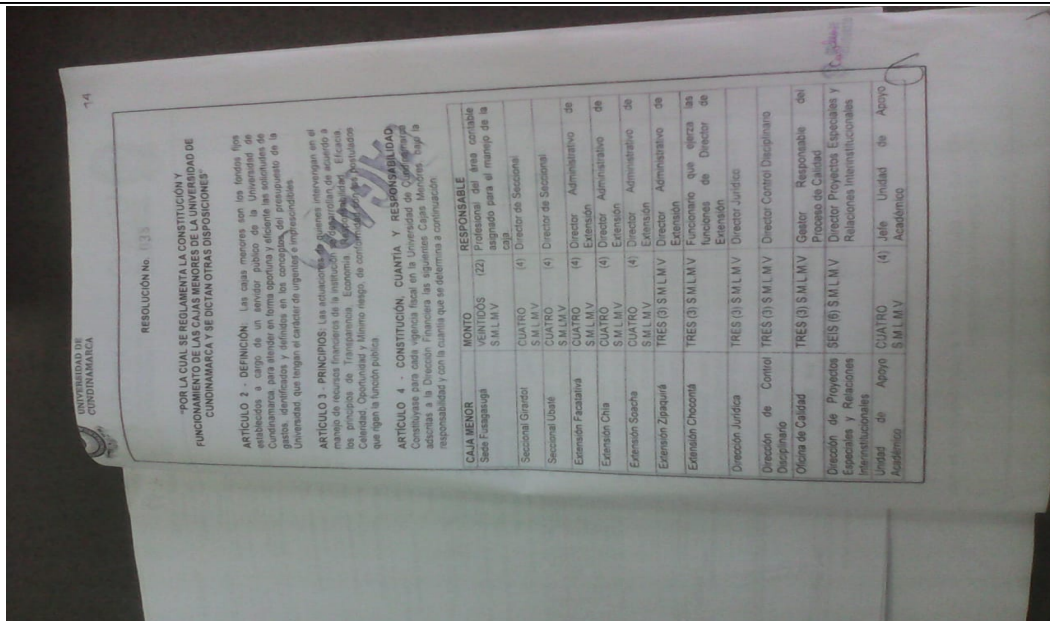 14
UNIVERSIDAD DE
CUNDINAMARCA
RESOLUCIÓN No.
"POR LA CUAL SE REGLAMENTA LA CONSTITUCIÓN Y
FUNCIONAMIENTO DE LAS CAJAS MENORES DE LA UNIVERSIDAD DE
CUNDINAMARCA Y SE DICTAN OTRAS DISPOSICIONES"
ARTÍCULO 2 - DEFINICIÓN: Las cajas menores son los fondos fijos
establecidos a cargo de un servidor público de la Universidad de
Cundinamarca para atender en forma oportuna y eficiente las solicitudes de
gastos, identificados y definidos en los conceptos del presupuesto de la
Universidad, que tengan el carácter de urgentes e imprescindibles.
ARTÍCULO 3 - PRINCIPIOS: Las actuaciones quienes intervengan en el
manejo de recursos financieros de la institución desarrollan de acuerdo a
los principios de Transparencia, Economía, Eficacia,
Celeridad, Oportunidad y Mínimo riesgo, de conformidad con los postulados
que rigen la función pública.
ARTÍCULO 4 - CONSTITUCIÓN, CUANTIA Y RESPONSABILIDAD
Constitúyase para cada vigencia fiscal en la Universidad de Cundinamarca
adscritas a la Dirección Financiera las siguientes Cajas Menores bajo la
responsabilidad y con la cuantía que se determina a continuación:
CAJA MENOR MONTO RESPONSABLE
Sede Fusagasugá VEINTIDÓS (22) Profesional del área contable
S.M.L.M.V asignado para el manejo de la
caja
Seccional Girardot CUATRO (4) Director de Seccional
S.M.L.M.V
Seccional Ubaté CUATRO (4) Director de Seccional
S.M.L.M.V
Extensión Facatativá CUATRO (4) Director Administrativo de
S.M.L.M.V Extensión
Extensión Chía CUATRO (4) Director Administrativo de
S.M.L.M.V Extensión
Extensión Soacha CUATRO (4) Director Administrativo de
S.M.L.M.V Extensión
Extensión Zipaquirá TRES (3) S.M.L.M.V Director Administrativo de
Extensión
Extensión Chocontá TRES (3) S.M.L.M.V Funcionario que ejerza las
funciones de Director de
Extensión
Dirección Jurídica TRES (3) S.M.L.M.V Director Jurídico
Dirección de Control TRES (3) S.M.L.M.V Director Control Disciplinario
Disciplinario
Oficina de Calidad TRES (3) S.M.L.M.V Gestor Responsable del
Proceso de Calidad
Dirección de Proyectos SEIS (6) S.M.L.M.V Director Proyectos Especiales y
Especiales y Relaciones Relaciones Interinstitucionales
Interinstitucionales
Unidad de Apoyo CUATRO (4) Jefe Unidad de Apoyo
Académico S.M.L.M.V Académico